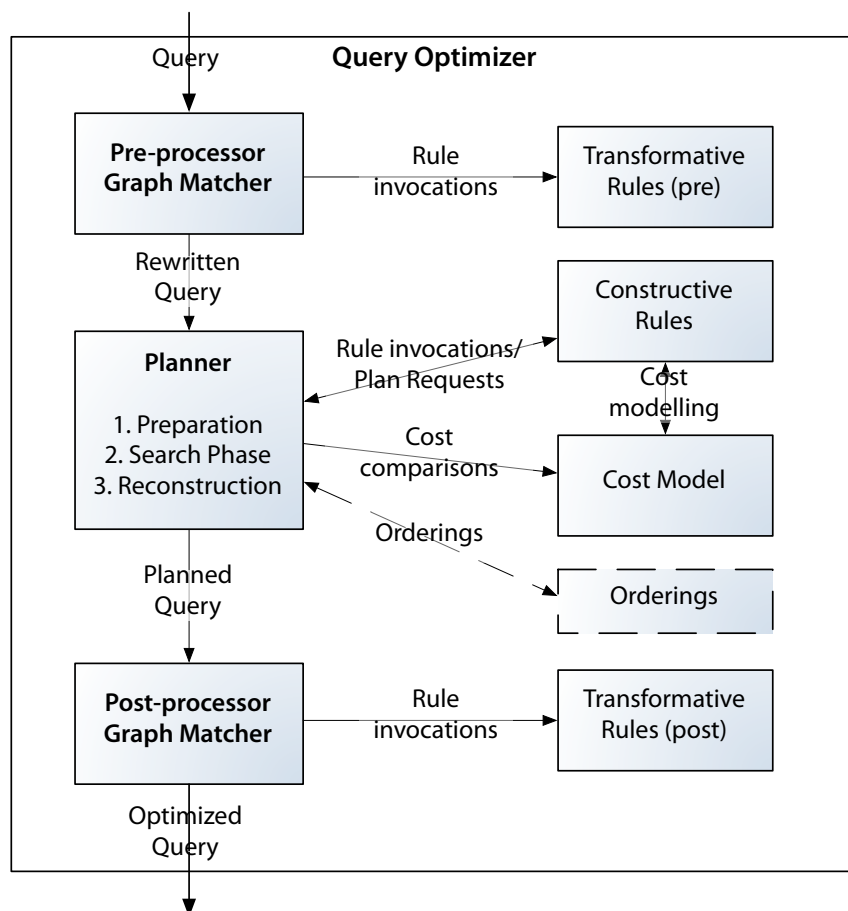 Query
Query Optimizer
Pre-processor
Graph Matcher
Rule
invocations
Transformative
Rules (pre)
Rewritten
Query
Constructive
Rules
Planner
1. Preparation
2. Search Phase
3. Reconstruction
Rule invocations/
Plan Requests
Cost
modelling
Cost
comparisons
Cost Model
Orderings
Orderings
Planned
Query
Post-processor
Graph Matcher
Rule
invocations
Transformative
Rules (post)
Optimized
Query